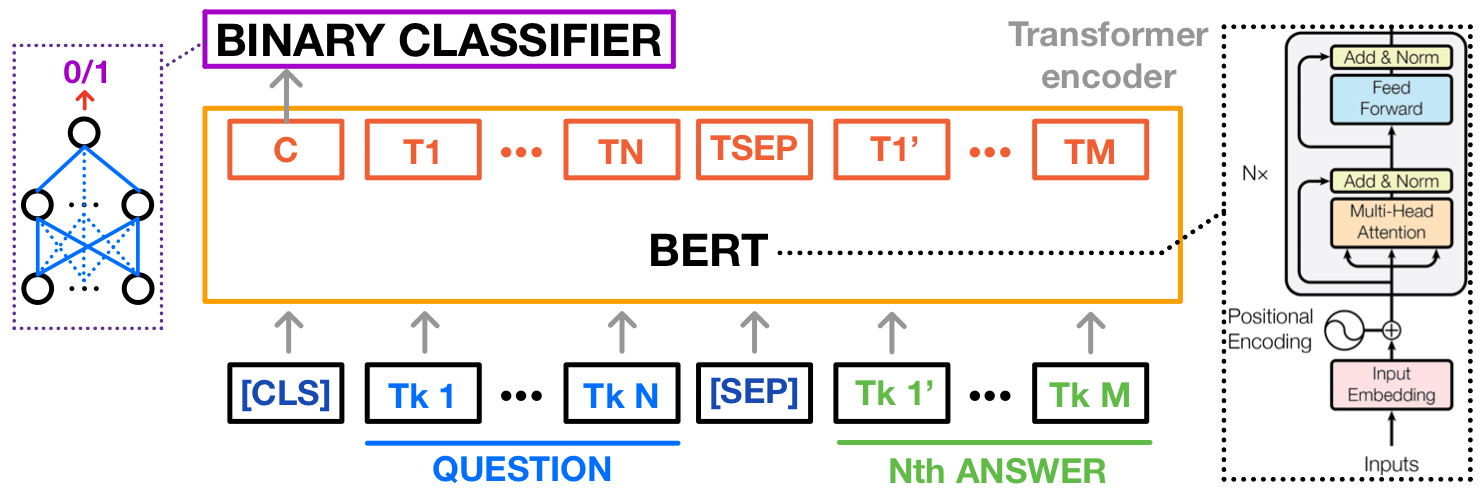 BINARY CLASSIFIER
0/1
Transformer
encoder
C T1 ••• TN TSEP T1’ ••• TM
BERT
[CLS] Tk 1 ••• Tk N [SEP] Tk 1’ ••• Tk M
QUESTION
Nth ANSWER
Add & Norm
Feed
Forward
N×
Add & Norm
Multi-Head
Attention
Positional
Encoding
Input
Embedding
Inputs